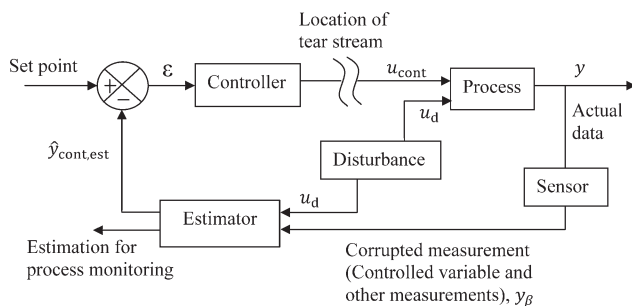 Location of
tear stream
Set point
+
−
ε
Controller
u_cont
Process
y
u_d
Actual
data
ŷ_cont,est
Disturbance
Sensor
u_d
Estimator
Estimation for
process monitoring
Corrupted measurement
(Controlled variable and
other measurements), y_β